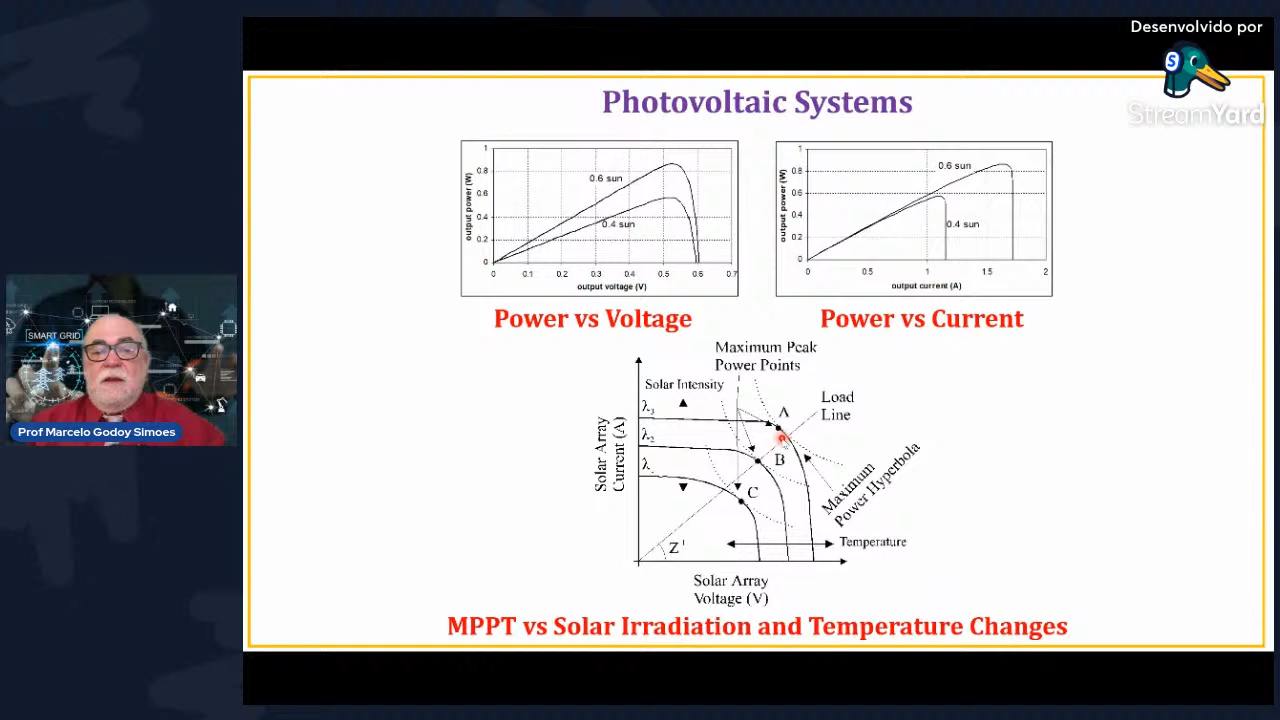 Desenvolvido por
S
StreamYard
Photovoltaic Systems
output power (W)
1
0.8
0.6
0.4
0.2
0
0.6 sun
0.4 sun
0
0.1
0.2
0.3
0.4
0.5
0.6
0.7
output voltage (V)
output power (W)
1
0.8
0.6
0.4
0.2
0
0.6 sun
0.4 sun
0
0.5
1
1.5
2
output current (A)
Power vs Voltage
Power vs Current
Maximum Peak
Power Points
Solar Intensity
Load
Line
λ3
λ2
λ
A
B
C
Solar Array
Current (A)
Maximum
Power Hyperbola
Z
Temperature
Solar Array
Voltage (V)
MPPT vs Solar Irradiation and Temperature Changes
SMART GRID
Prof Marcelo Godoy Simoes